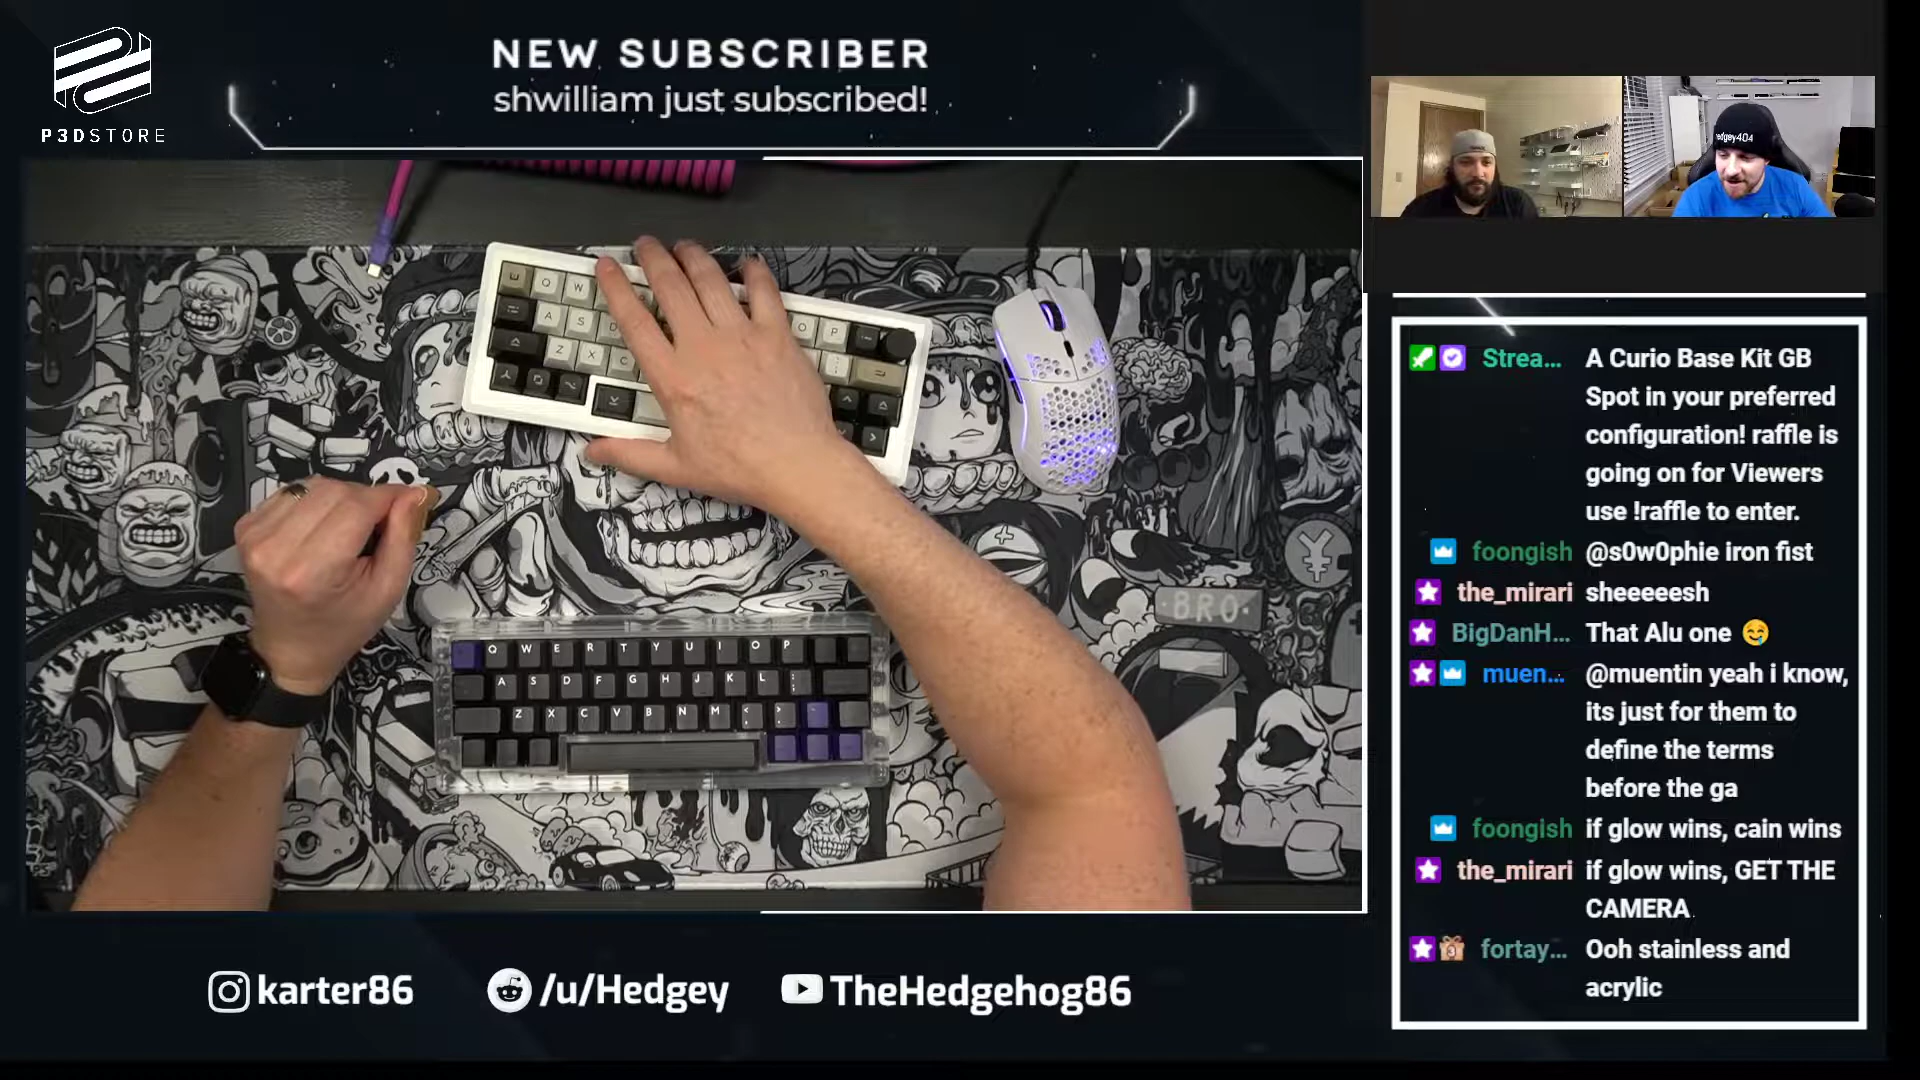 P3DSTORE
NEW SUBSCRIBER
shwilliam just subscribed!
hedgey404
Q W O P
A S D
Z X C
BRO
Q W E R T Y U I O P
A S D F G H J K L :
Z X C V B N M < >
Strea... A Curio Base Kit GB
Spot in your preferred
configuration! raffle is
going on for Viewers
use !raffle to enter.
foongish @s0w0phie iron fist
the_mirari sheeeeesh
BigDanH... That Alu one 🤤
muen... @muentin yeah i know,
its just for them to
define the terms
before the ga
foongish if glow wins, cain wins
the_mirari if glow wins, GET THE
CAMERA
fortay... Ooh stainless and
acrylic
karter86 /u/Hedgey TheHedgehog86